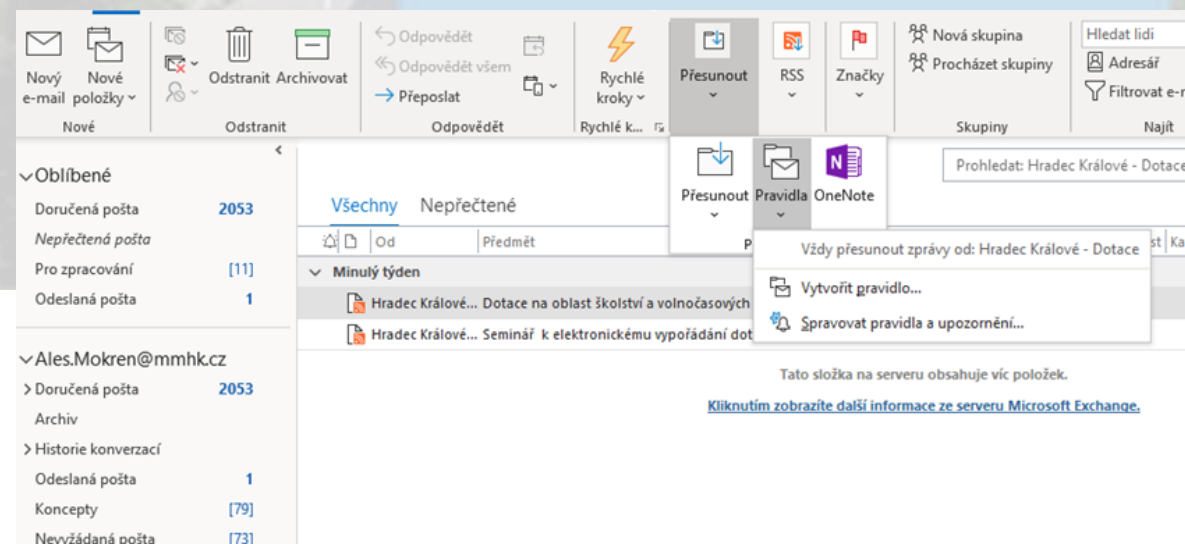 Nový e-mail
Nové položky
Odstranit
Archivovat
Odpovědět
Odpovědět všem
Přeposlat
Rychlé kroky
Přesunout
RSS
Značky
Nová skupina
Procházet skupiny
Hledat lidi
Adresář
Filtrovat e-r
Nové
Odstranit
Odpovědět
Rychlé k...
Skupiny
Najít
Přesunout
Pravidla
OneNote
P
Vždy přesunout zprávy od: Hradec Králové - Dotace
Vytvořit pravidlo...
Spravovat pravidla a upozornění...
Prohledat: Hradec Králové - Dotace
Oblíbené
Doručená pošta 2053
Nepřečtená pošta
Pro zpracování [11]
Odeslaná pošta 1
Ales.Mokren@mmhk.cz
Doručená pošta 2053
Archiv
Historie konverzací
Odeslaná pošta 1
Koncepty [79]
Nevyžádaná pošta [73]
Všechny Nepřečtené
Od Předmět st Ka
Minulý týden
Hradec Králové... Dotace na oblast školství a volnočasových
Hradec Králové... Seminář k elektronickému vypořádání dot
Tato složka na serveru obsahuje víc položek.
Kliknutím zobrazíte další informace ze serveru Microsoft Exchange.